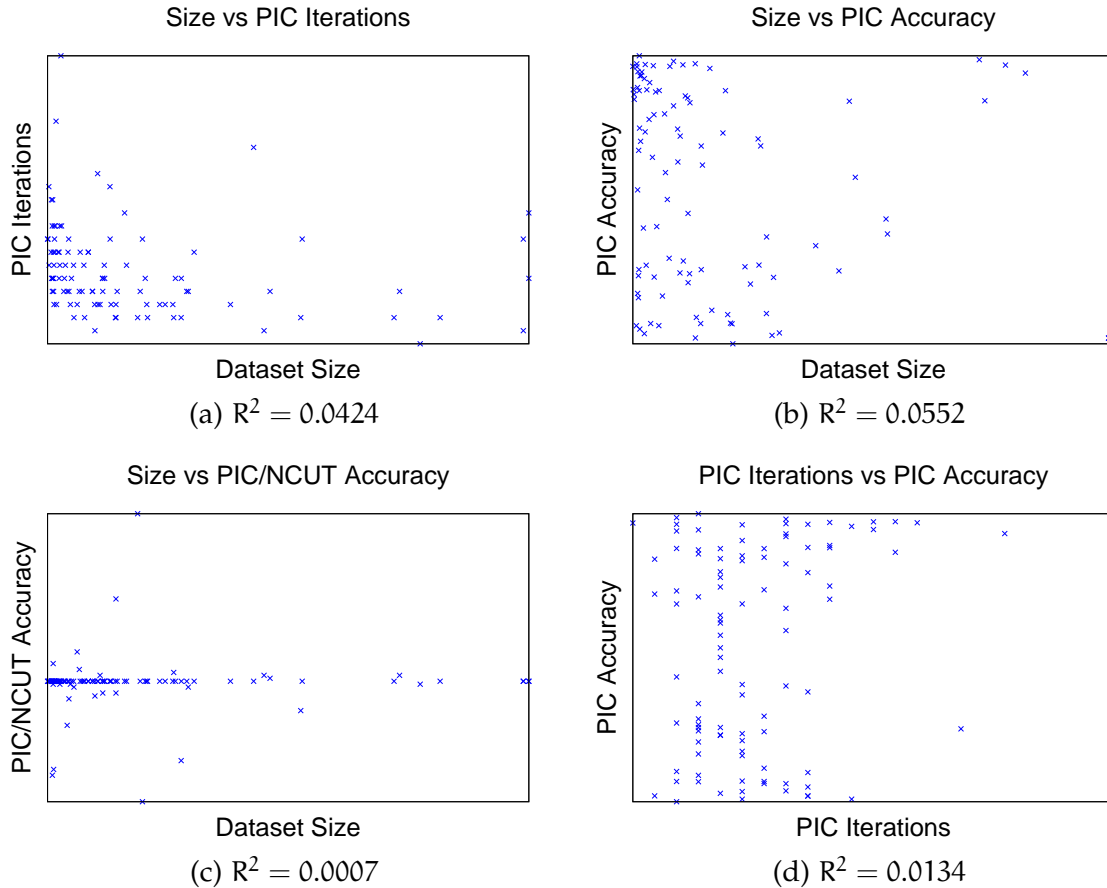 Size vs PIC Iterations
PIC Iterations
Dataset Size
(a) R² = 0.0424
Size vs PIC Accuracy
PIC Accuracy
Dataset Size
(b) R² = 0.0552
Size vs PIC/NCUT Accuracy
PIC/NCUT Accuracy
Dataset Size
(c) R² = 0.0007
PIC Iterations vs PIC Accuracy
PIC Accuracy
PIC Iterations
(d) R² = 0.0134